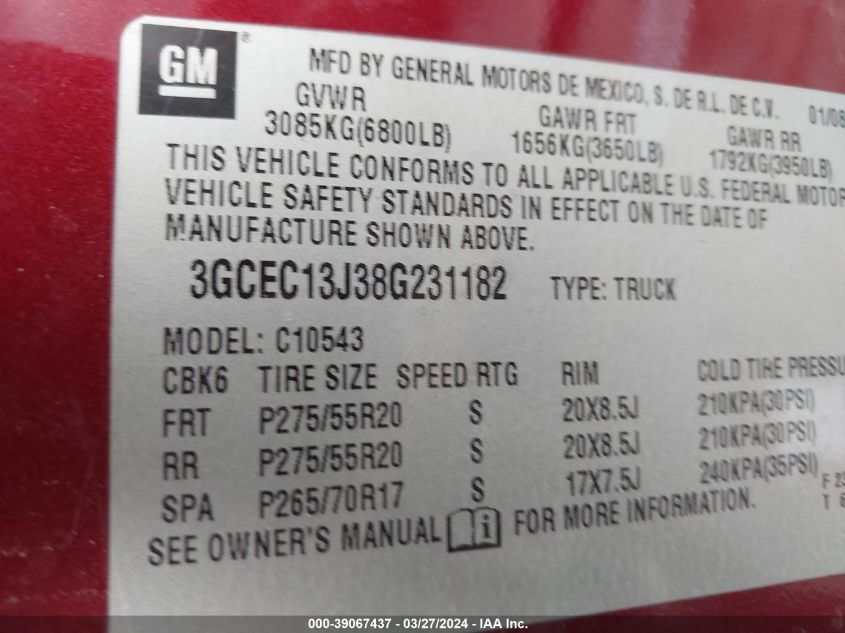 GM ®
MFD BY GENERAL MOTORS DE MEXICO, S. DE R.L. DE C.V. 01/08
GVWR GAWR FRT GAWR RR
3085KG(6800LB) 1656KG(3650LB) 1792KG(3950LB)
THIS VEHICLE CONFORMS TO ALL APPLICABLE U.S. FEDERAL MOTOR
VEHICLE SAFETY STANDARDS IN EFFECT ON THE DATE OF
MANUFACTURE SHOWN ABOVE.
3GCEC13J38G231182 TYPE: TRUCK
MODEL: C10543
CBK6 TIRE SIZE SPEED RTG RIM COLD TIRE PRESSU
FRT P275/55R20 S 20X8.5J 210KPA(30PSI)
RR P275/55R20 S 20X8.5J 210KPA(30PSI)
SPA P265/70R17 S 17X7.5J 240KPA(35PSI)
F 23
T 6
SEE OWNER'S MANUAL i FOR MORE INFORMATION.
000-39067437 - 03/27/2024 - IAA Inc.